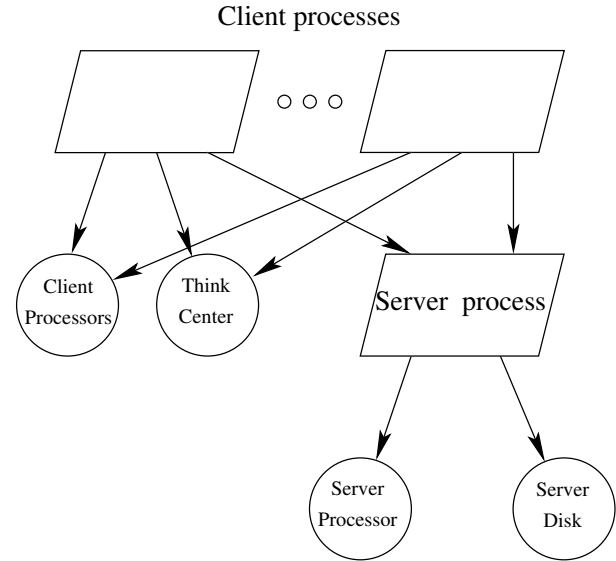 Client processes
Client
Processors
Think
Center
Server process
Server
Processor
Server
Disk